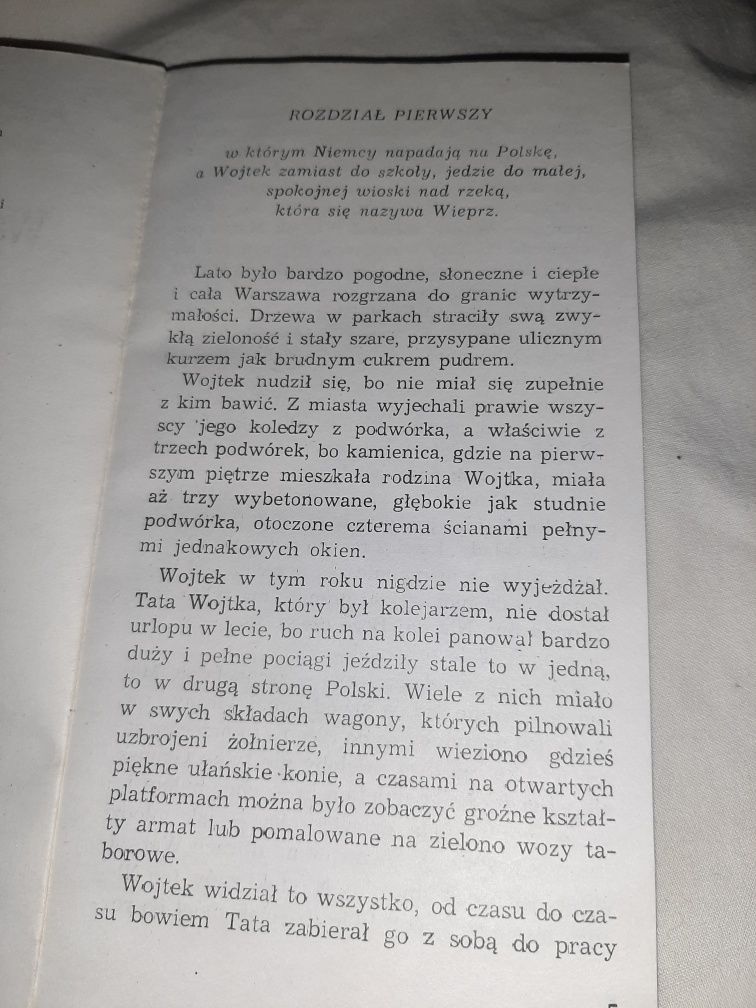 ROZDZIAŁ PIERWSZY
w którym Niemcy napadają na Polskę,
a Wojtek zamiast do szkoły, jedzie do małej,
spokojnej wioski nad rzeką,
która się nazywa Wieprz.
Lato było bardzo pogodne, słoneczne i ciepłe
i cała Warszawa rozgrzana do granic wytrzy-
małości. Drzewa w parkach straciły swą zwy-
kłą zieloność i stały szare, przysypane ulicznym
kurzem jak brudnym cukrem pudrem.
Wojtek nudził się, bo nie miał się zupełnie
z kim bawić. Z miasta wyjechali prawie wszy-
scy jego koledzy z podwórka, a właściwie z
trzech podwórek, bo kamienica, gdzie na pierw-
szym piętrze mieszkała rodzina Wojtka, miała
aż trzy wybetonowane, głębokie jak studnie
podwórka, otoczone czterema ścianami pełny-
mi jednakowych okien.
Wojtek w tym roku nigdzie nie wyjeżdżał.
Tata Wojtka, który był kolejarzem, nie dostał
urlopu w lecie, bo ruch na kolei panował bardzo
duży i pełne pociągi jeździły stale to w jedną,
to w drugą stronę Polski. Wiele z nich miało
w swych składach wagony, których pilnowali
uzbrojeni żołnierze, innymi wieziono gdzieś
piękne ułańskie konie, a czasami na otwartych
platformach można było zobaczyć groźne kształ-
ty armat lub pomalowane na zielono wozy ta-
borowe.
Wojtek widział to wszystko, od czasu do cza-
su bowiem Tata zabierał go z sobą do pracy